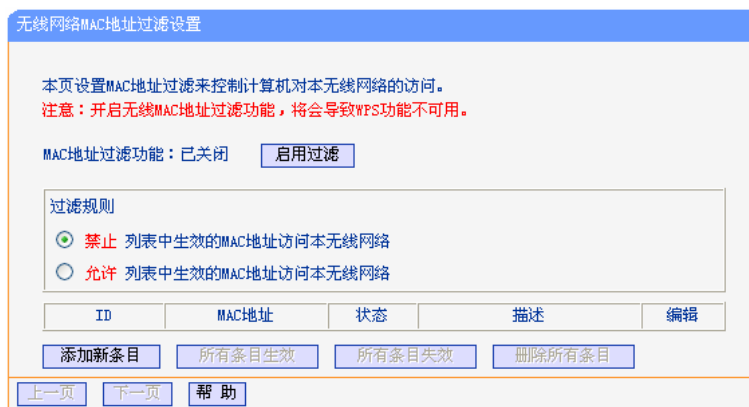 无线网络MAC地址过滤设置
本页设置MAC地址过滤来控制计算机对本无线网络的访问。
注意：开启无线MAC地址过滤功能，将会导致WPS功能不可用。
MAC地址过滤功能：已关闭 启用过滤
过滤规则
禁止 列表中生效的MAC地址访问本无线网络
允许 列表中生效的MAC地址访问本无线网络
ID MAC地址 状态 描述 编辑
添加新条目 所有条目生效 所有条目失效 删除所有条目
上一页 下一页 帮 助